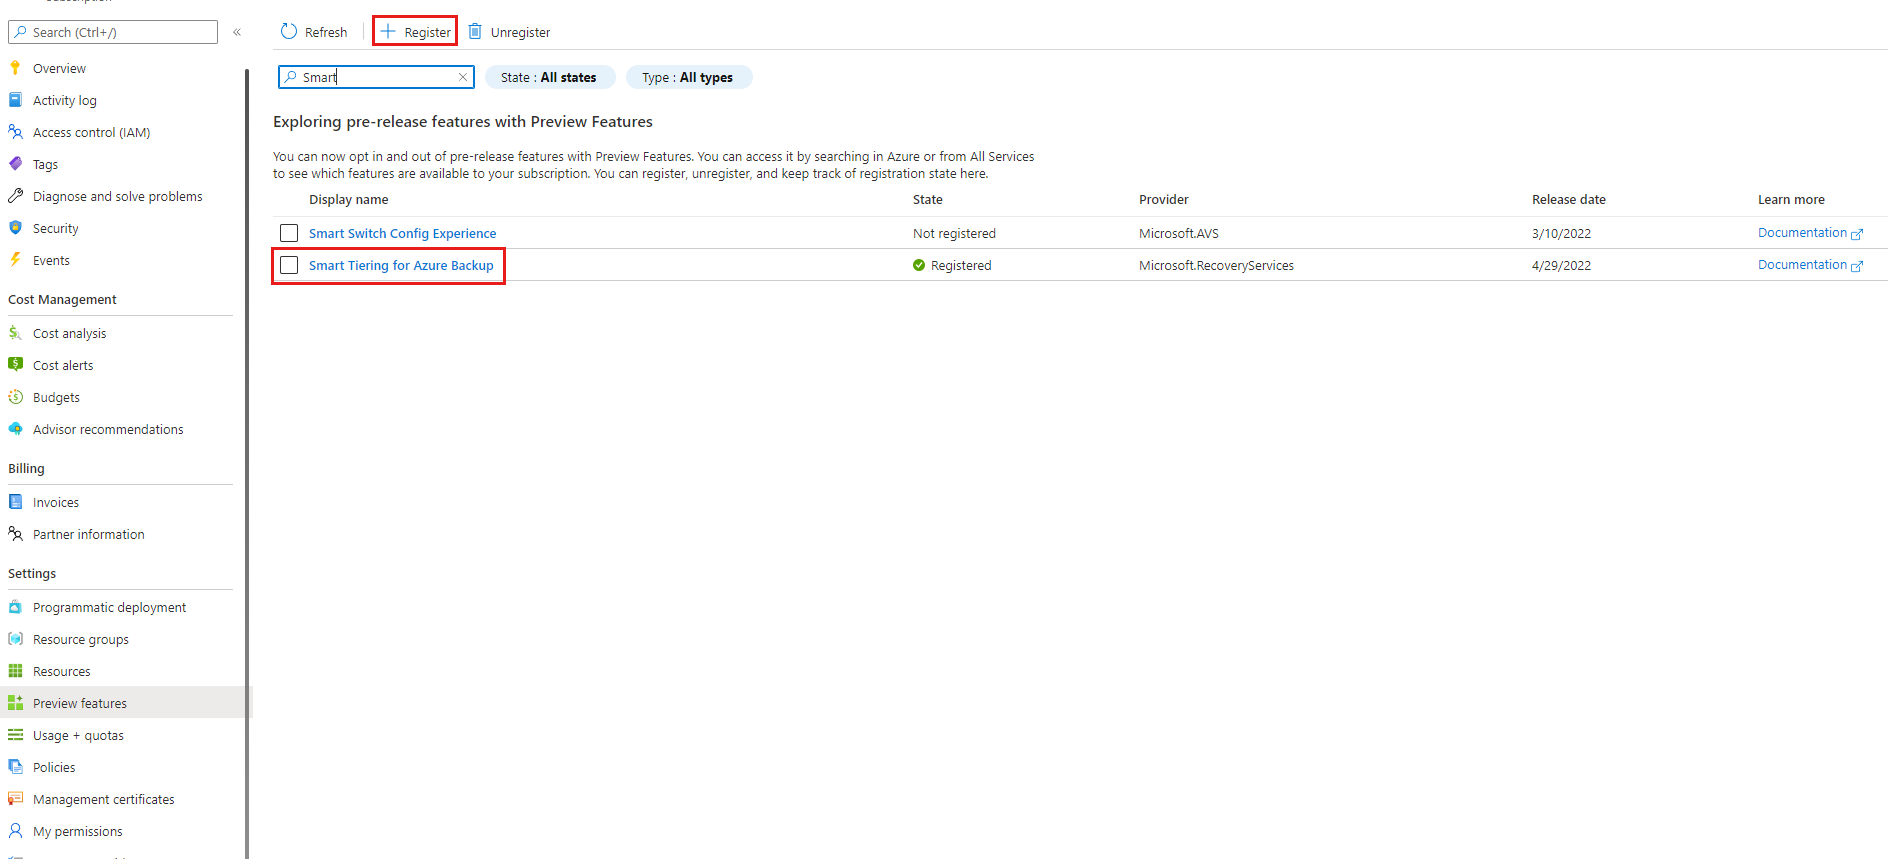 Subscription
Search (Ctrl+/)
«
Overview
Activity log
Access control (IAM)
Tags
Diagnose and solve problems
Security
Events
Cost Management
Cost analysis
Cost alerts
Budgets
Advisor recommendations
Billing
Invoices
Partner information
Settings
Programmatic deployment
Resource groups
Resources
Preview features
Usage + quotas
Policies
Management certificates
My permissions
Refresh
Register
Unregister
Smart
State : All states
Type : All types
Exploring pre-release features with Preview Features
You can now opt in and out of pre-release features with Preview Features. You can access it by searching in Azure or from All Services
to see which features are available to your subscription. You can register, unregister, and keep track of registration state here.
Display name State Provider Release date Learn more
Smart Switch Config Experience Not registered Microsoft.AVS 3/10/2022 Documentation
Smart Tiering for Azure Backup Registered Microsoft.RecoveryServices 4/29/2022 Documentation